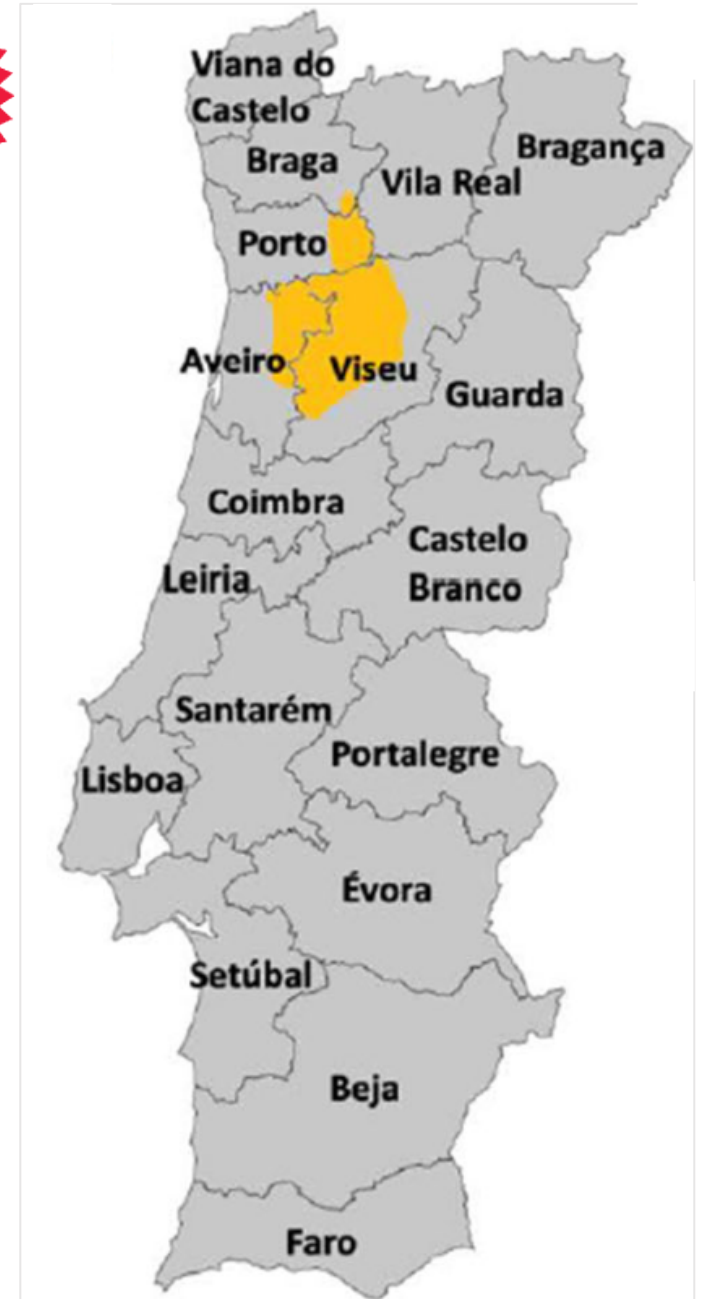 Viana do
Castelo
Braga
Vila Real
Bragança
Porto
Aveiro
Viseu
Guarda
Coimbra
Castelo
Branco
Leiria
Santarém
Portalegre
Lisboa
Évora
Setúbal
Beja
Faro